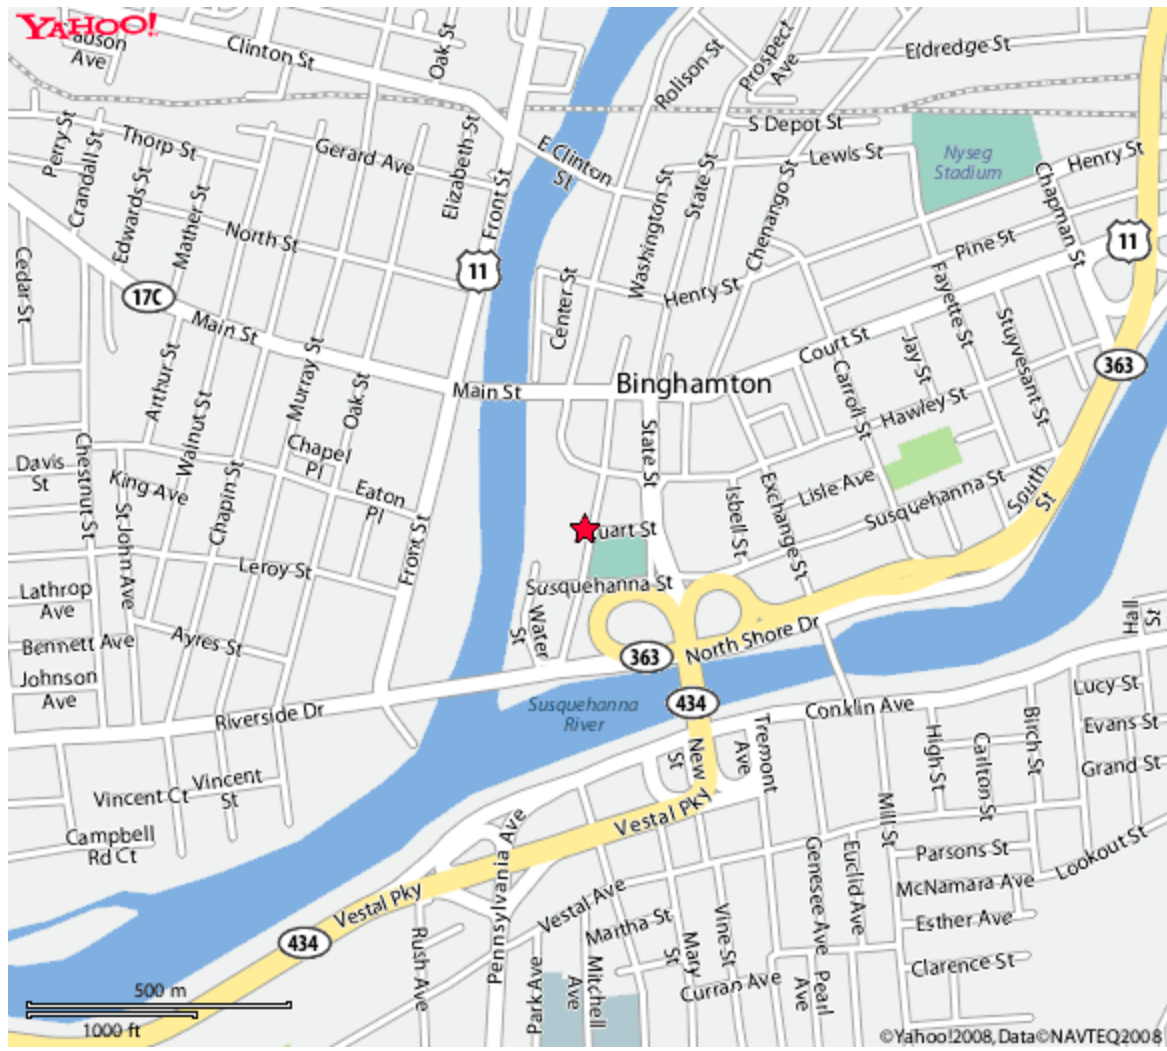 YAHOO!
Ave
Clinton St
Oak St
Rolison St
Prospect
Ave
Eldredge St
Perry St
Crandall St
Thorp St
Gerard Ave
Elizabeth St
E Clinton
St
S Depot St
Lewis St
Nyseg
Stadium
Henry St
Chapman St
Edwards St
Mather St
North St
Front St
11
Washington St
State St
Chenango St
Pine St
11
Cedar St
17C
Main St
Center St
Henry St
Fayette St
Stuyvesant St
Arthur St
Murray St
Oak St
Main St
Binghamton
Court St
Jay St
363
Carroll St
Hawley St
Walnut St
Chapel
Pl
State St
Davis
St
Chestnut St
King Ave
Chapin St
Eaton
Pl
Isbell St
Exchange St
Lisle Ave
Susquehanna St
South
St
St John Ave
Front St
uart St
Leroy St
Susquehanna St
Lathrop
Ave
Water
St
Bennett Ave
Ayres St
North Shore Dr
363
Hall
St
Johnson
Ave
Riverside Dr
Susquehanna
River
434
Conklin Ave
Lucy St
New
St
Tremont
Ave
High St
Carlton St
Birch St
Evans St
Grand St
Vincent Ct
Vincent
St
Vestal Pky
Mill St
Campbell
Rd Ct
Pennsylvania Ave
Genesee Ave
Euclid Ave
Parsons St
Lookout St
Vestal Pky
Vestal Ave
McNamara Ave
434
Rush Ave
Martha St
Mary
St
Vine St
Esther Ave
Park Ave
Mitchell
Ave
Curran Ave
Pearl
Ave
Clarence St
500 m
1000 ft
©Yahoo!2008, Data©NAVTEQ2008